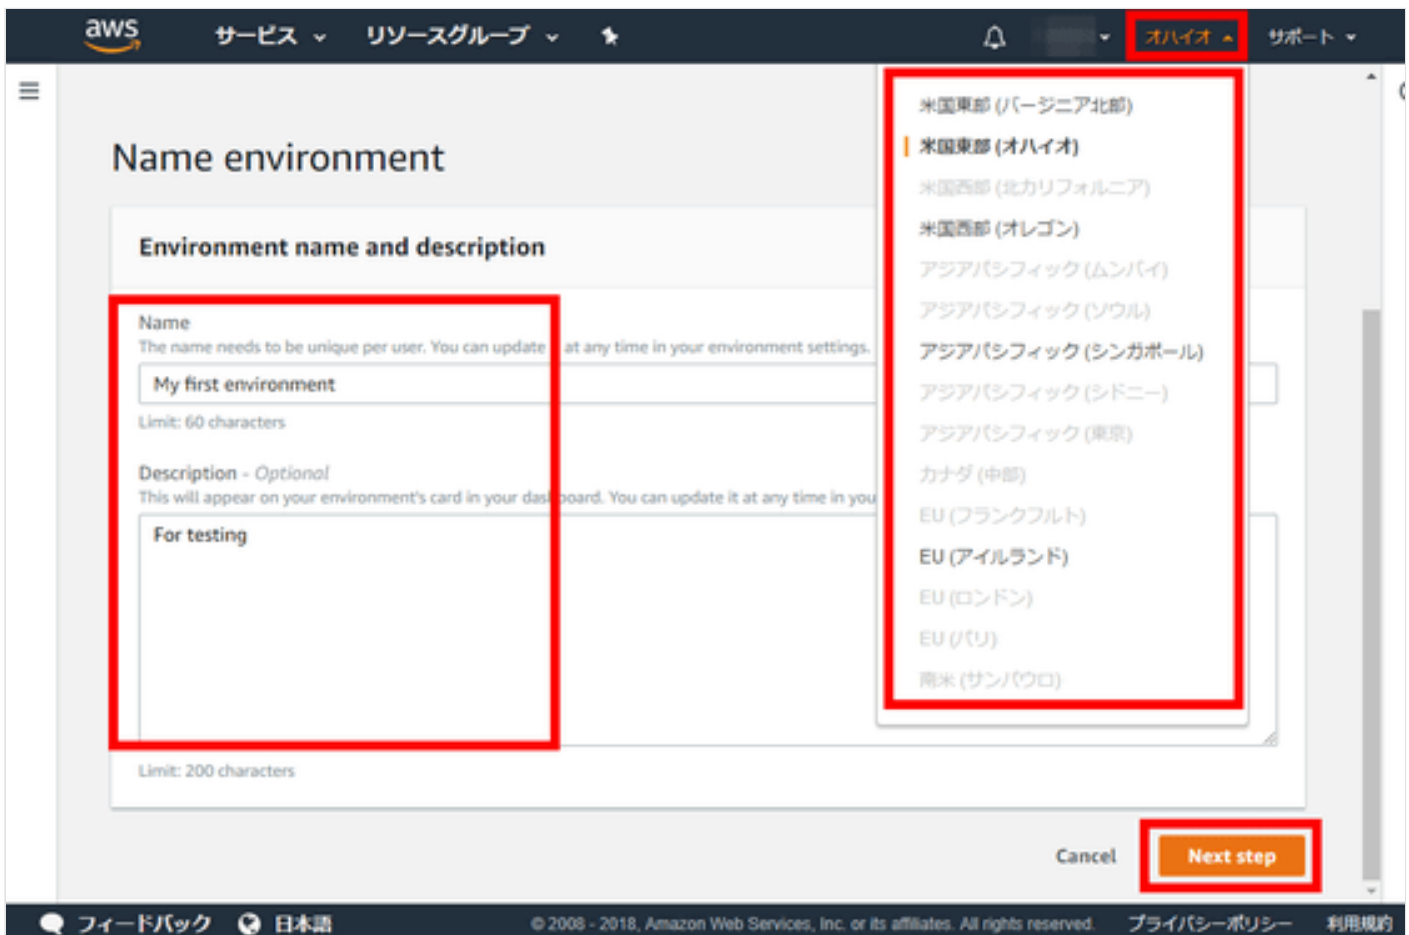 aws
サービス
リソースグループ
オハイオ
サポート
米国東部 (バージニア北部)
米国東部 (オハイオ)
米国西部 (北カリフォルニア)
米国西部 (オレゴン)
アジアパシフィック (ムンバイ)
アジアパシフィック (ソウル)
アジアパシフィック (シンガポール)
アジアパシフィック (シドニー)
アジアパシフィック (東京)
カナダ (中部)
EU (フランクフルト)
EU (アイルランド)
EU (ロンドン)
EU (パリ)
南米 (サンパウロ)
Name environment
Environment name and description
Name
The name needs to be unique per user. You can update at any time in your environment settings.
My first environment
Limit: 60 characters
Description - Optional
This will appear on your environment's card in your dashboard. You can update it at any time in you
For testing
Limit: 200 characters
Cancel
Next step
フィードバック
日本語
© 2008 - 2018, Amazon Web Services, Inc. or its affiliates. All rights reserved.
プライバシーポリシー
利用規約